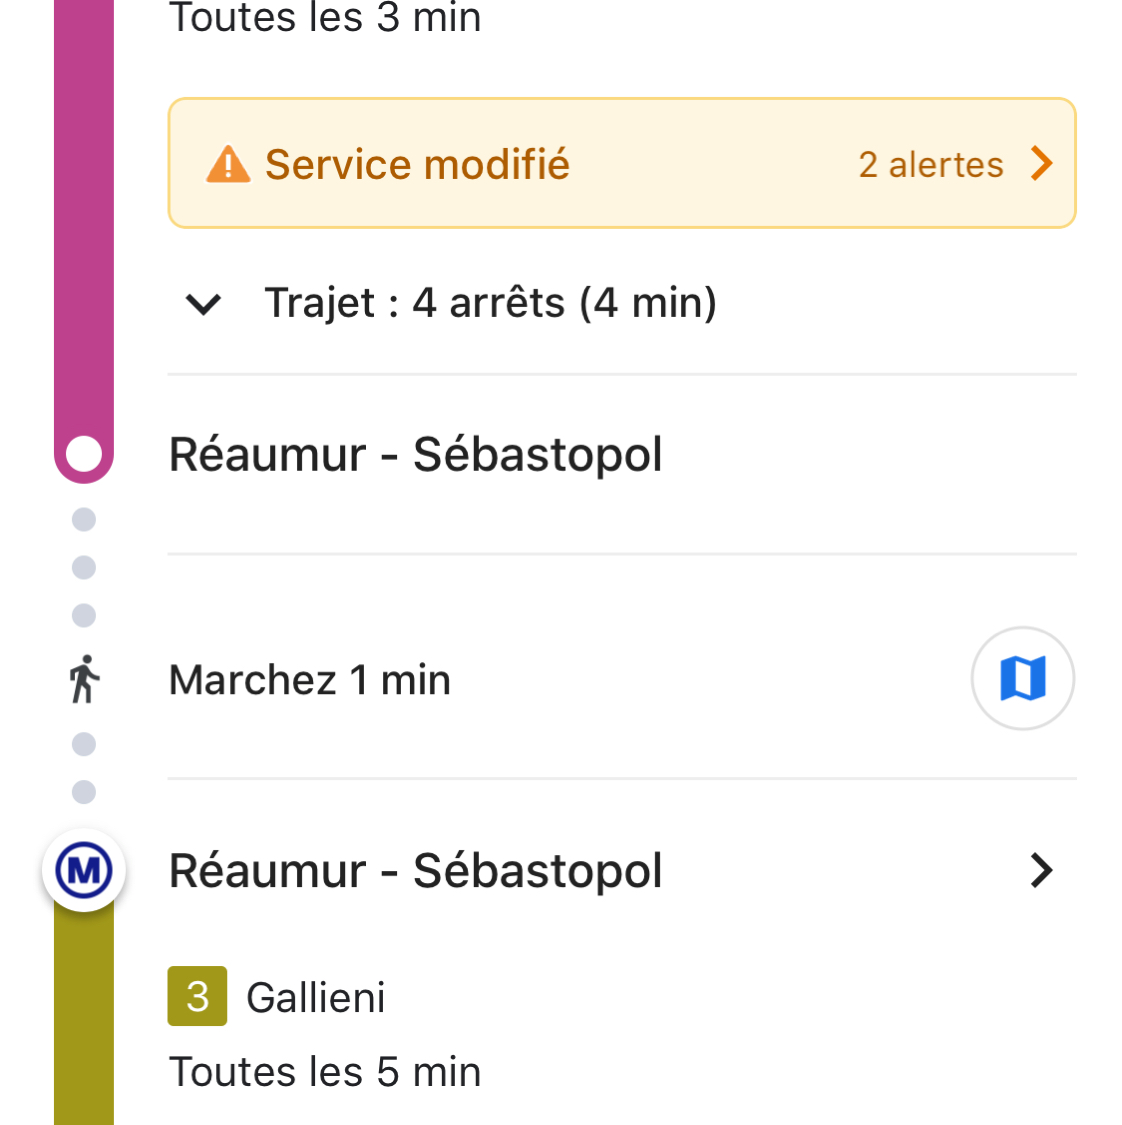 Toutes les 3 min
Service modifié
2 alertes
Trajet : 4 arrêts (4 min)
Réaumur - Sébastopol
Marchez 1 min
M
Réaumur - Sébastopol
3 Gallieni
Toutes les 5 min